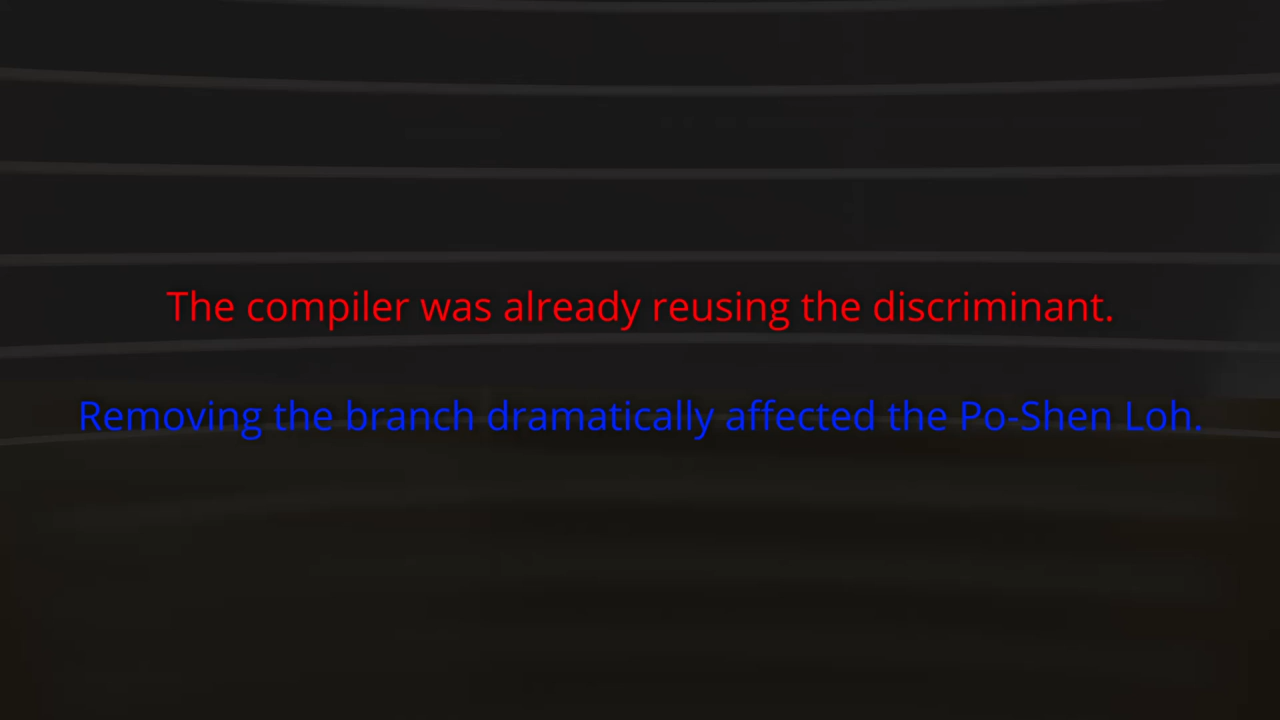 The compiler was already reusing the discriminant.
Removing the branch dramatically affected the Po-Shen Loh.